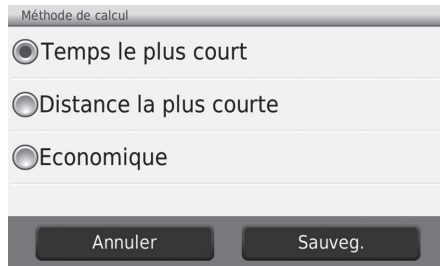 Méthode de calcul
Temps le plus court
Distance la plus courte
Economique
Annuler Sauveg.